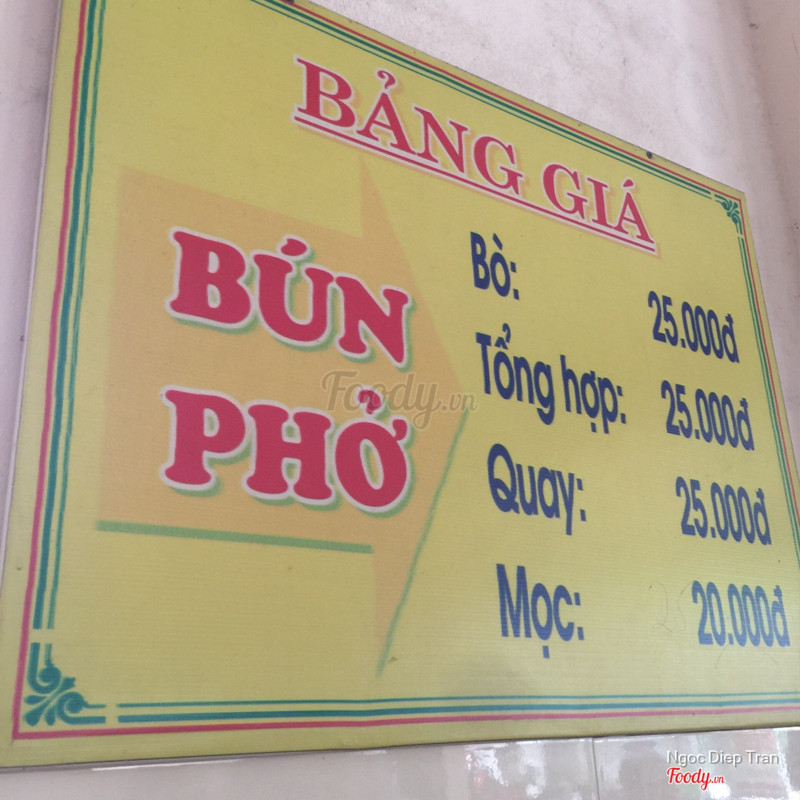 BẢNG GIÁ
BÚN
PHỞ
Bò: 25.000đ
Tổng hợp: 25.000đ
Quay: 25.000đ
Mọc: 20.000đ
Foody.vn
Ngoc Diep Tran
Foody.vn